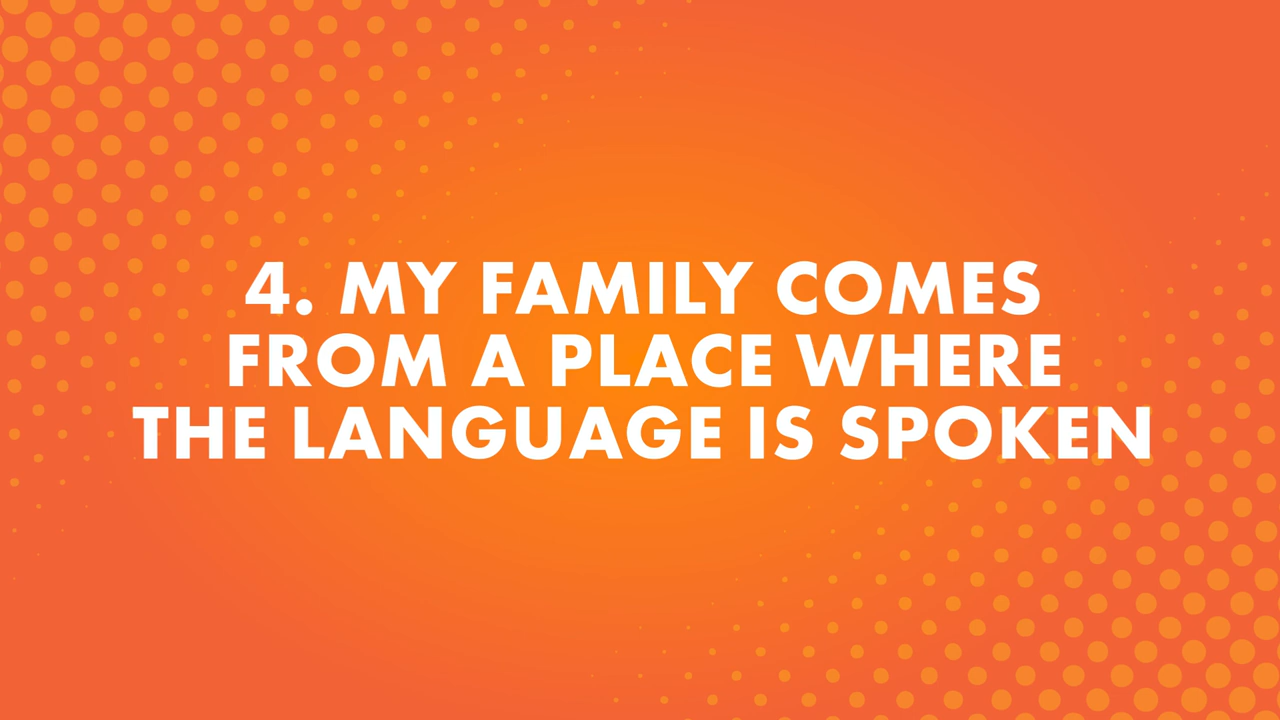 4. MY FAMILY COMES
FROM A PLACE WHERE
THE LANGUAGE IS SPOKEN